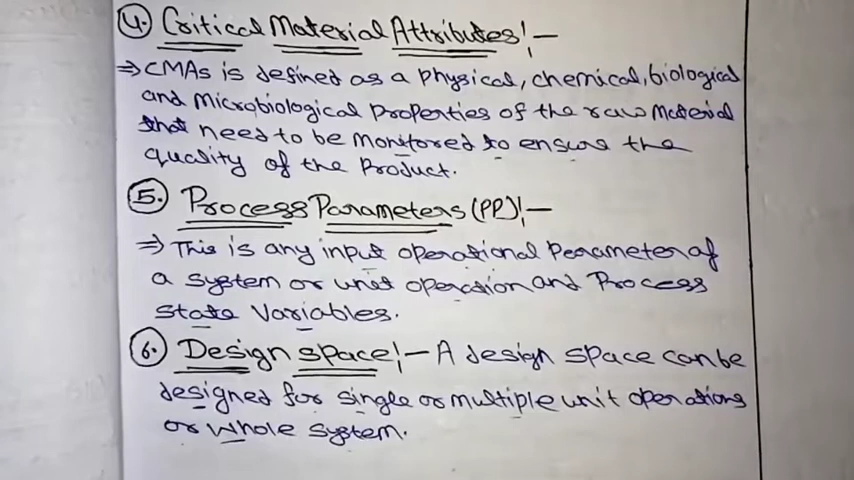 4. Critical Material Attributes:-
⇒ CMAs is defined as a physical, chemical, biological
and microbiological properties of the raw material
that need to be monitored to ensure the
quality of the product.
5. Process Parameters (PP):-
⇒ This is any input operational Perameter of
a system or unit operation and Process
state variables.
6. Design space:- A design space can be
designed for single or multiple unit operations
or whole system.